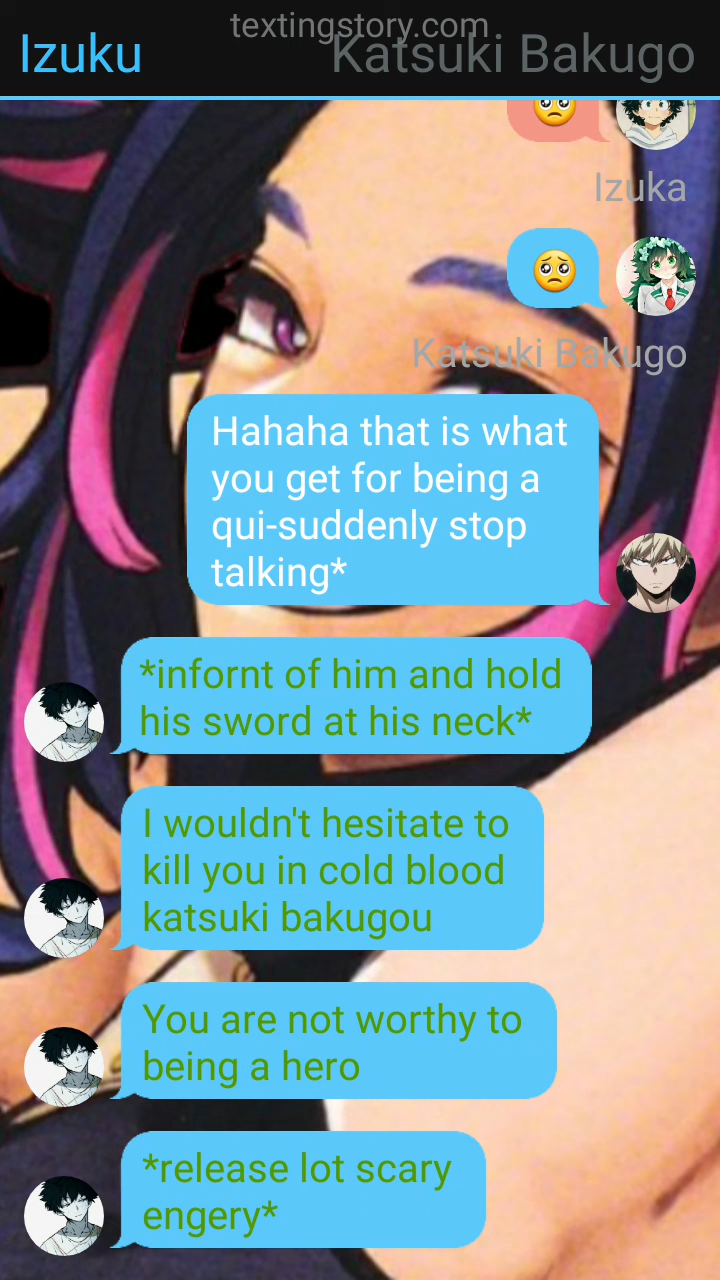 textingstory.com
Izuku
Katsuki Bakugo
Izuka
Katsuki Bakugo
Hahaha that is what
you get for being a
qui-suddenly stop
talking*
*infornt of him and hold
his sword at his neck*
I wouldn't hesitate to
kill you in cold blood
katsuki bakugou
You are not worthy to
being a hero
*release lot scary
engery*